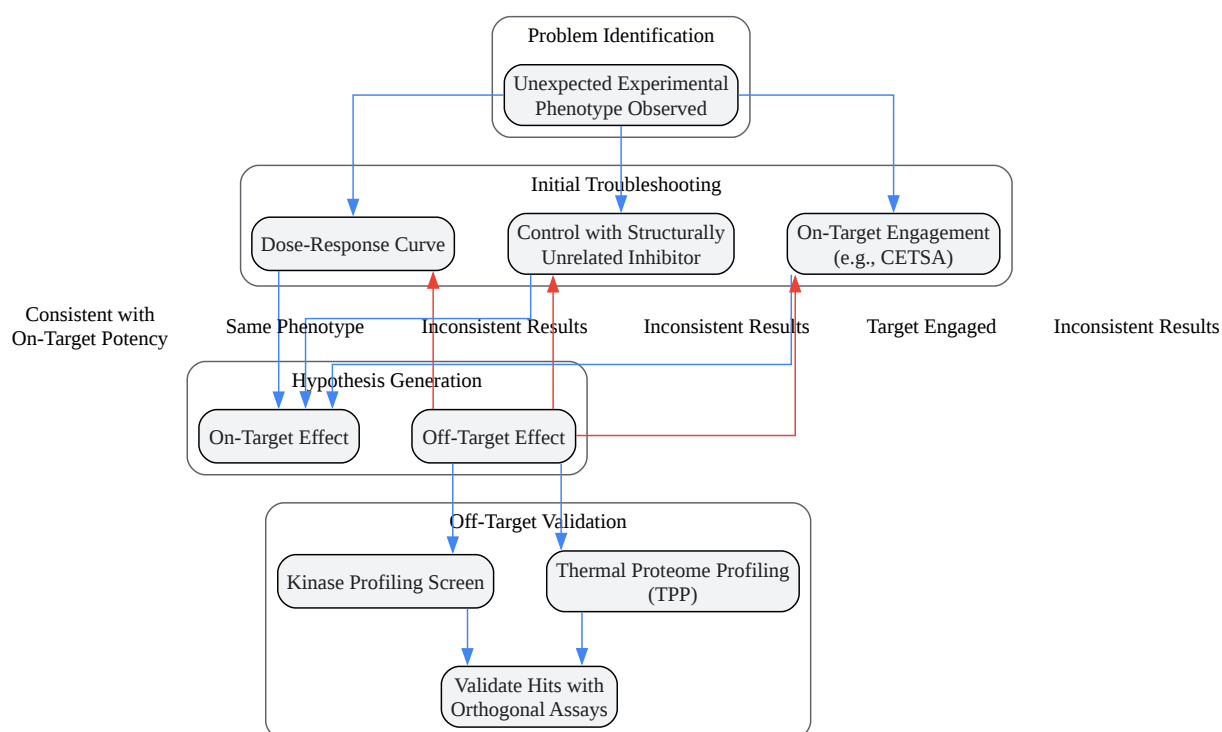 Problem Identification
Unexpected Experimental
Phenotype Observed
Initial Troubleshooting
Dose-Response Curve
Control with Structurally
Unrelated Inhibitor
On-Target Engagement
(e.g., CETSA)
Consistent with
On-Target Potency
Same Phenotype
Inconsistent Results
Inconsistent Results
Target Engaged
Inconsistent Results
Hypothesis Generation
On-Target Effect
Off-Target Effect
Off-Target Validation
Kinase Profiling Screen
Thermal Proteome Profiling
(TPP)
Validate Hits with
Orthogonal Assays